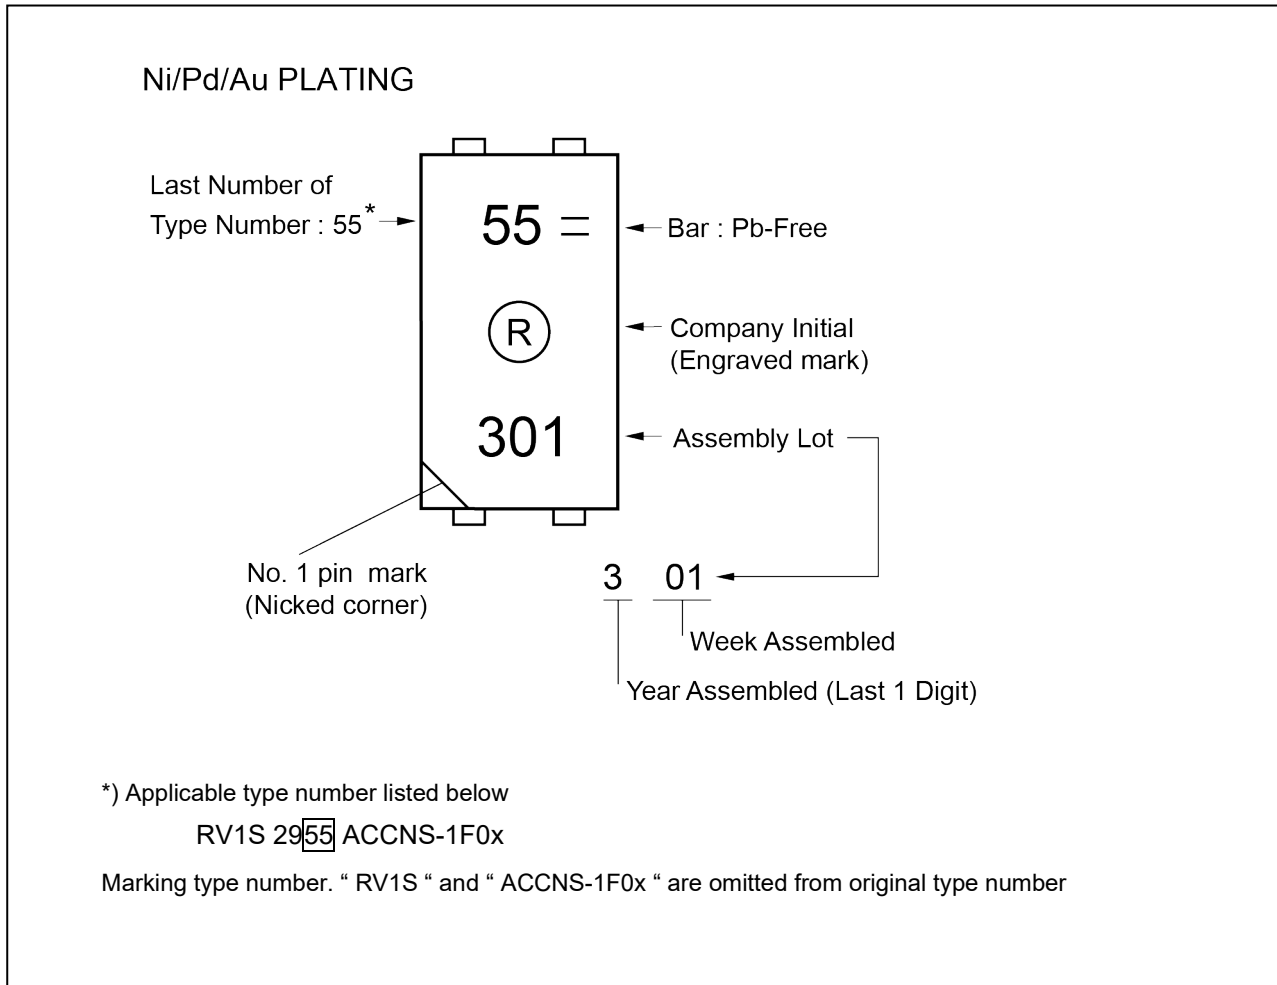 Ni/Pd/Au PLATING
Last Number of
Type Number : 55*
55 =
Bar : Pb-Free
R
Company Initial
(Engraved mark)
301
Assembly Lot
No. 1 pin mark
(Nicked corner)
3 01
Week Assembled
Year Assembled (Last 1 Digit)
*) Applicable type number listed below
RV1S 2955 ACCNS-1F0x
Marking type number. “ RV1S “ and “ ACCNS-1F0x “ are omitted from original type number